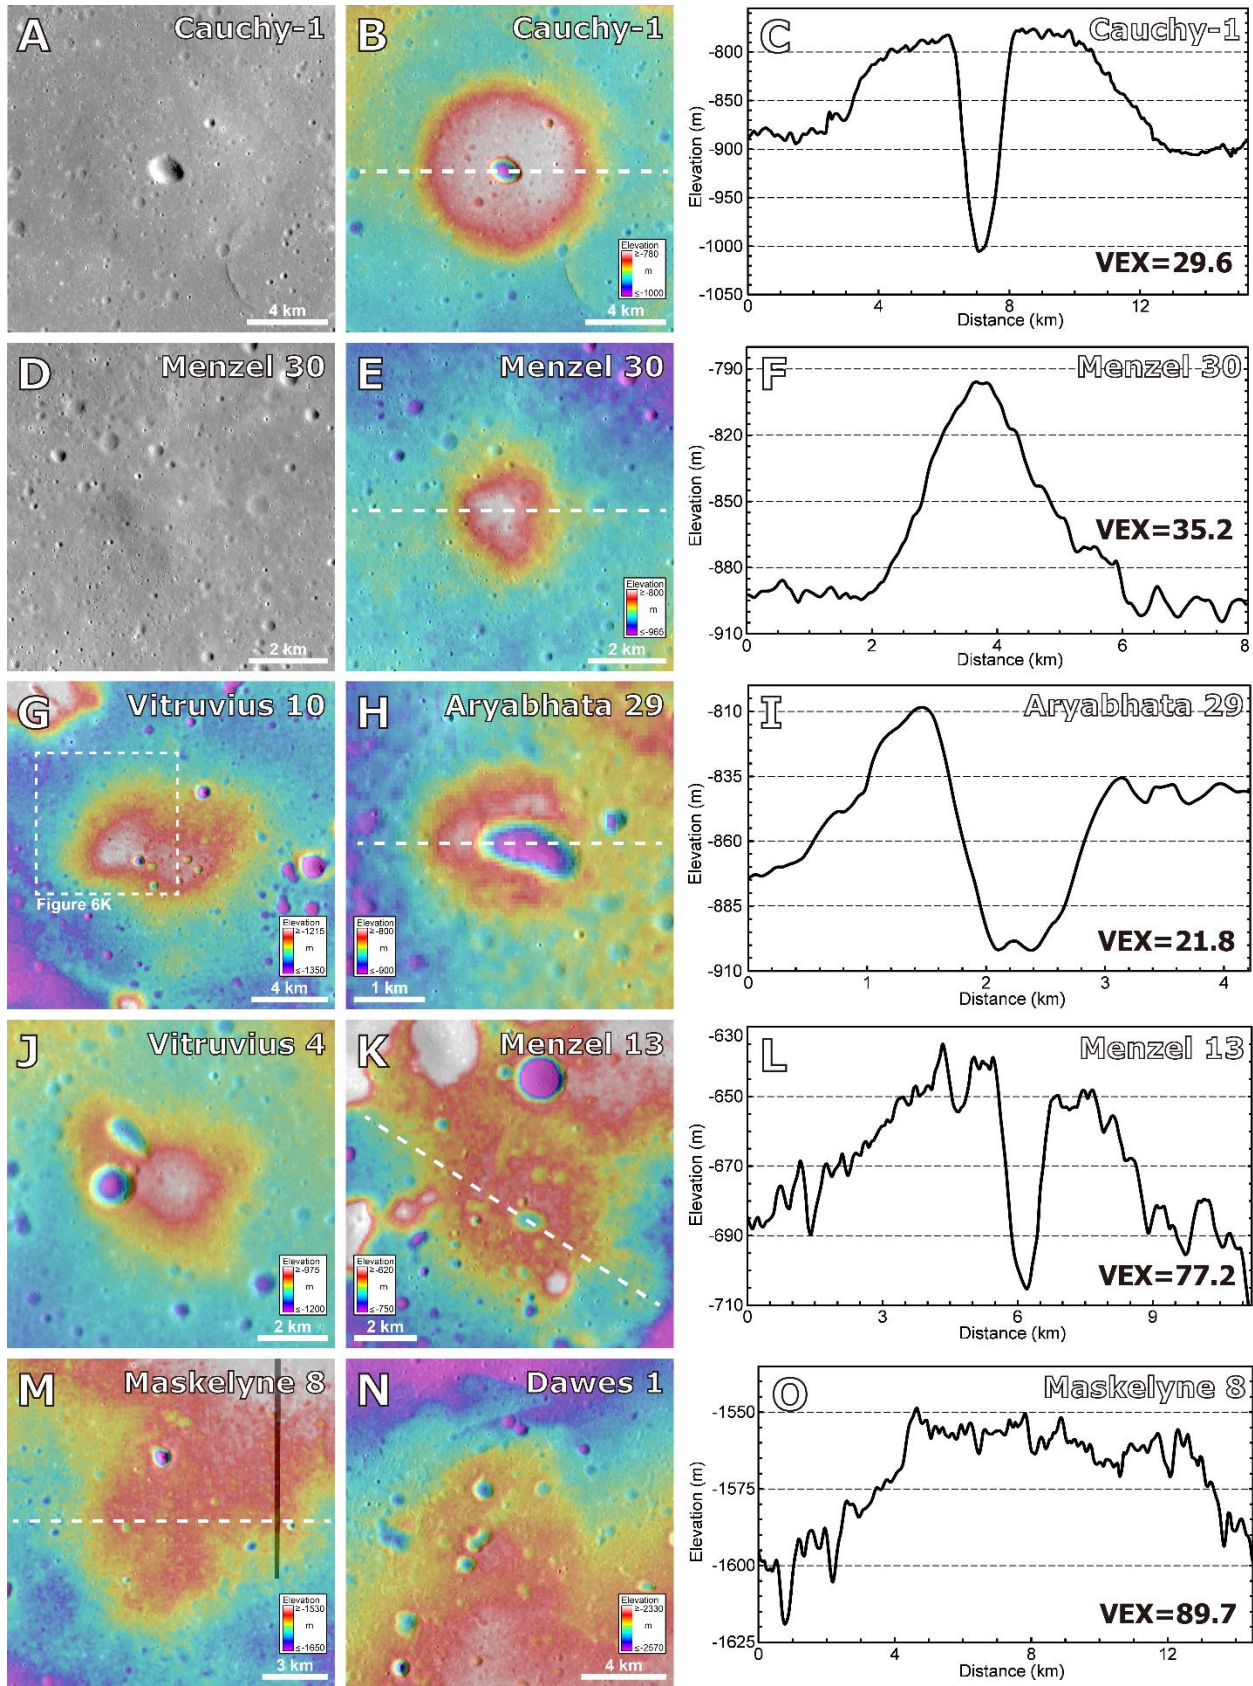 A
Cauchy-1
4 km
B
Cauchy-1
Elevation
≥-780
m
≤-1000
4 km
C
Cauchy-1
-800
-850
-900
-950
-1000
-1050
Elevation (m)
VEX=29.6
0
4
8
12
Distance (km)
D
Menzel 30
2 km
E
Menzel 30
Elevation
≥-800
m
≤-965
2 km
F
Menzel 30
-790
-820
-850
-880
-910
Elevation (m)
VEX=35.2
0
2
4
6
8
Distance (km)
G
Vitruvius 10
Figure 6K
Elevation
≥-1215
m
≤-1350
4 km
H
Aryabhata 29
Elevation
≥-800
m
≤-900
1 km
I
Aryabhata 29
-810
-835
-860
-885
-910
Elevation (m)
VEX=21.8
0
1
2
3
4
Distance (km)
J
Vitruvius 4
Elevation
≥-975
m
≤-1200
2 km
K
Menzel 13
Elevation
≥-620
m
≤-750
2 km
L
Menzel 13
-630
-650
-670
-690
-710
Elevation (m)
VEX=77.2
0
3
6
9
Distance (km)
M
Maskelyne 8
Elevation
≥-1530
m
≤-1650
3 km
N
Dawes 1
Elevation
≥-2330
m
≤-2570
4 km
O
Maskelyne 8
-1550
-1575
-1600
-1625
Elevation (m)
VEX=89.7
0
4
8
12
Distance (km)